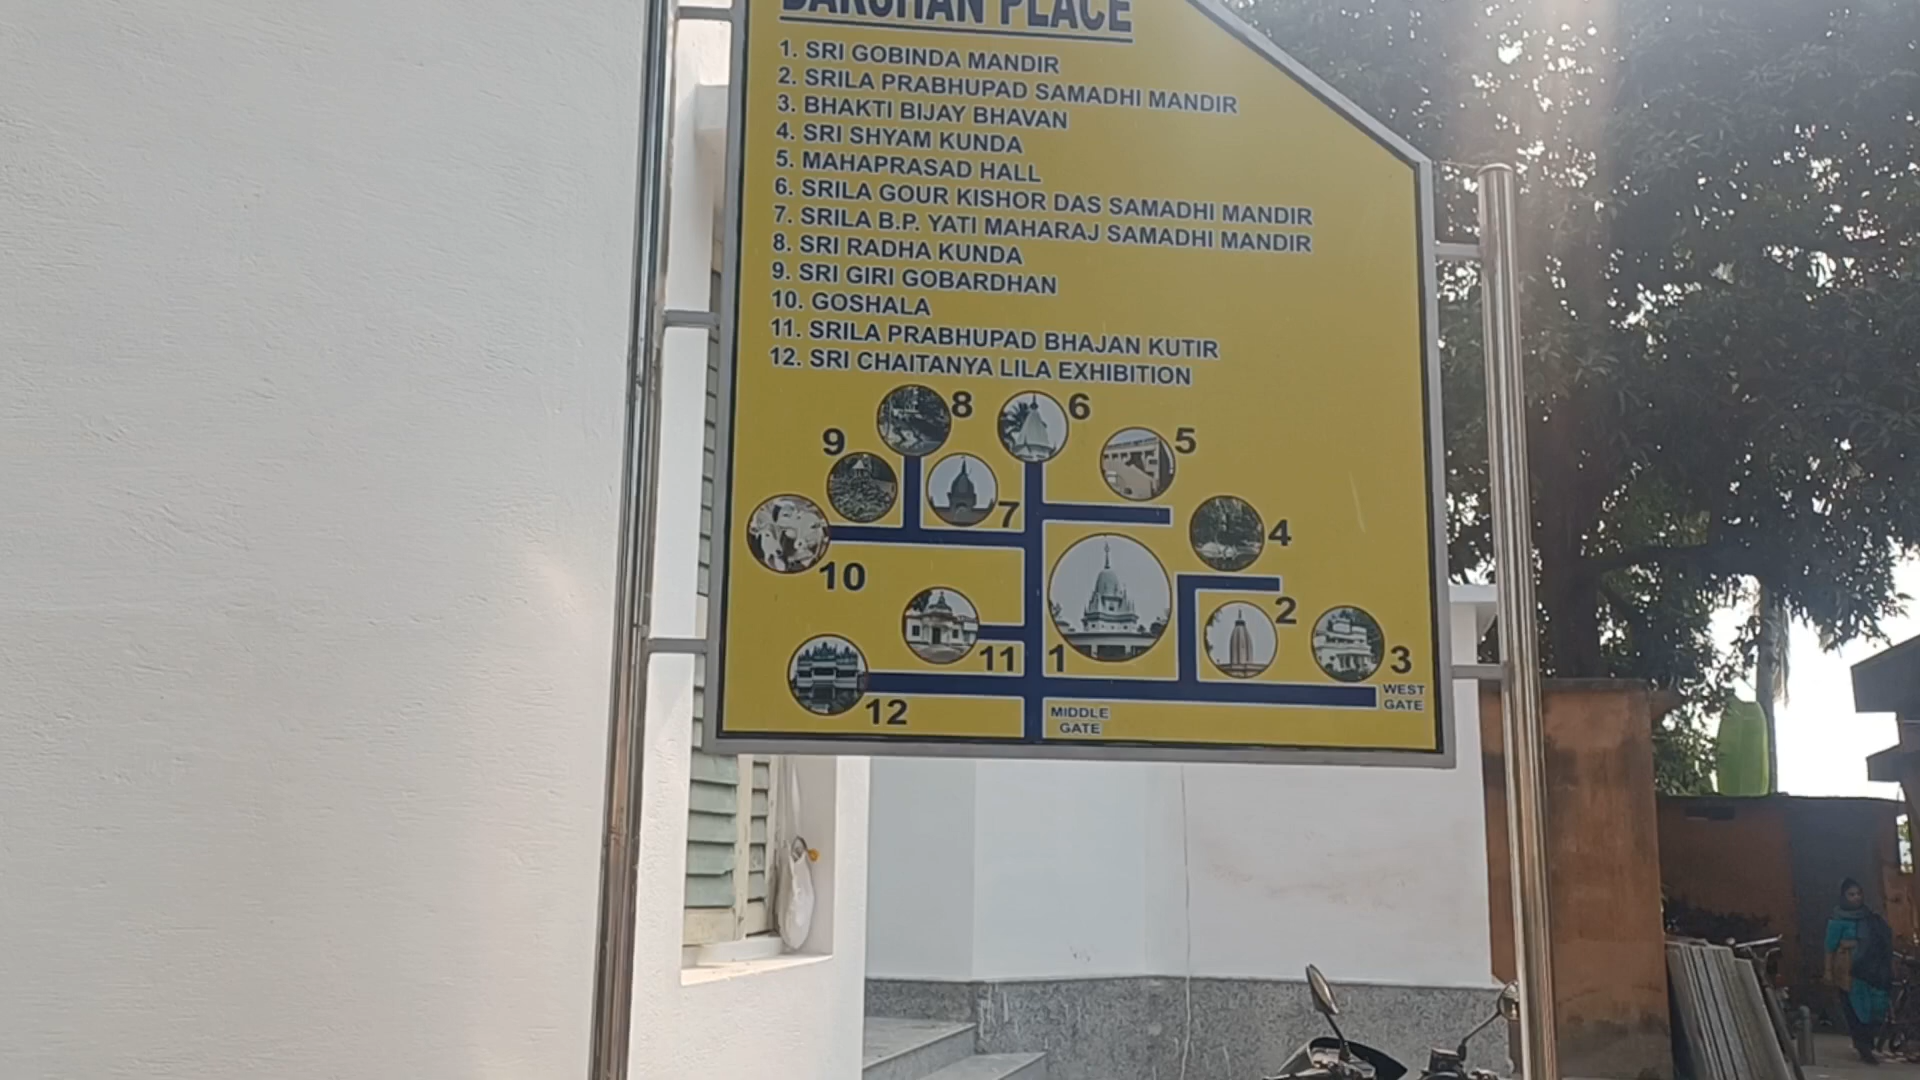 DARSHAN PLACE
1. SRI GOBINDA MANDIR
2. SRILA PRABHUPAD SAMADHI MANDIR
3. BHAKTI BIJAY BHAVAN
4. SRI SHYAM KUNDA
5. MAHAPRASAD HALL
6. SRILA GOUR KISHOR DAS SAMADHI MANDIR
7. SRILA B.P. YATI MAHARAJ SAMADHI MANDIR
8. SRI RADHA KUNDA
9. SRI GIRI GOBARDHAN
10. GOSHALA
11. SRILA PRABHUPAD BHAJAN KUTIR
12. SRI CHAITANYA LILA EXHIBITION
8
6
9
5
7
4
10
2
11
1
3
12
WEST
GATE
MIDDLE
GATE